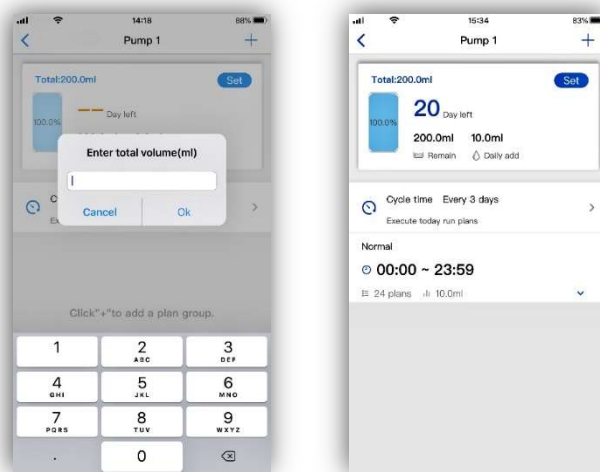 14:18
88%
Pump 1
Total:200.0ml
Set
100.0%
Day left
Enter total volume(ml)
Cancel
Ok
Click"+"to add a plan group.
1
2
ABC
3
DEF
4
GHI
5
JKL
6
MNO
7
PQRS
8
TUV
9
WXYZ
.
0
15:34
83%
Pump 1
Total:200.0ml
Set
100.0%
20 Day left
200.0ml 10.0ml
Remain Daily add
Cycle time Every 3 days
Execute today run plans
Normal
00:00 ~ 23:59
24 plans 10.0ml